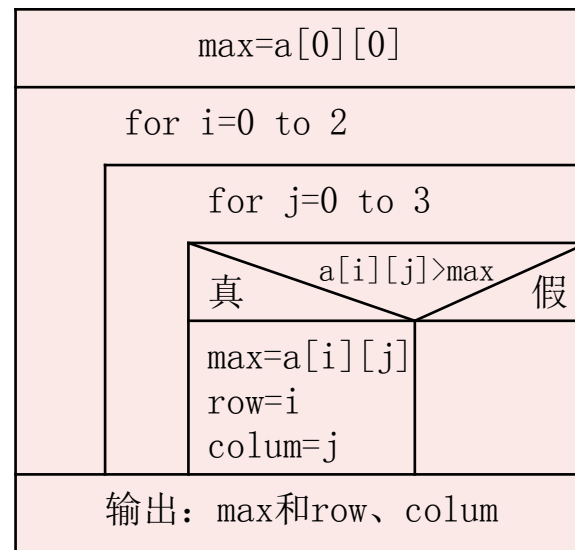 max=a[0][0]
for i=0 to 2
for j=0 to 3
a[i][j]>max
真
假
max=a[i][j]
row=i
colum=j
输出：max和row、colum